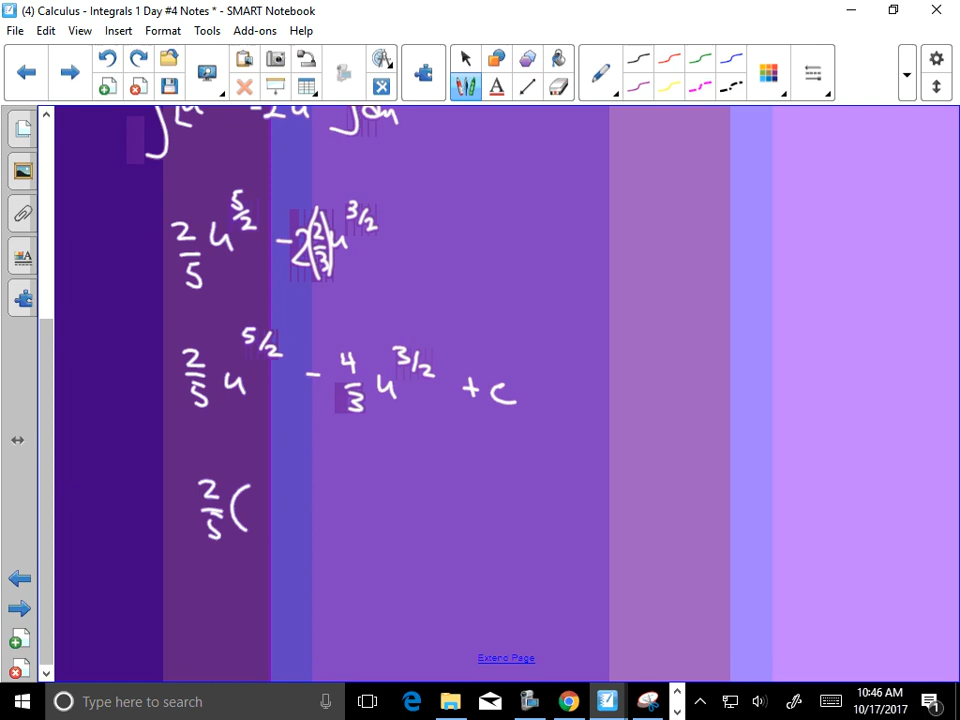 (4) Calculus - Integrals 1 Day #4 Notes * - SMART Notebook
File Edit View Insert Format Tools Add-ons Help
2/5 u^5/2 - 2(2/3)u^3/2
2/5 u^5/2 - 4/3 u^3/2 + c
2/5 (
Extend Page
Type here to search
10:46 AM
10/17/2017
1